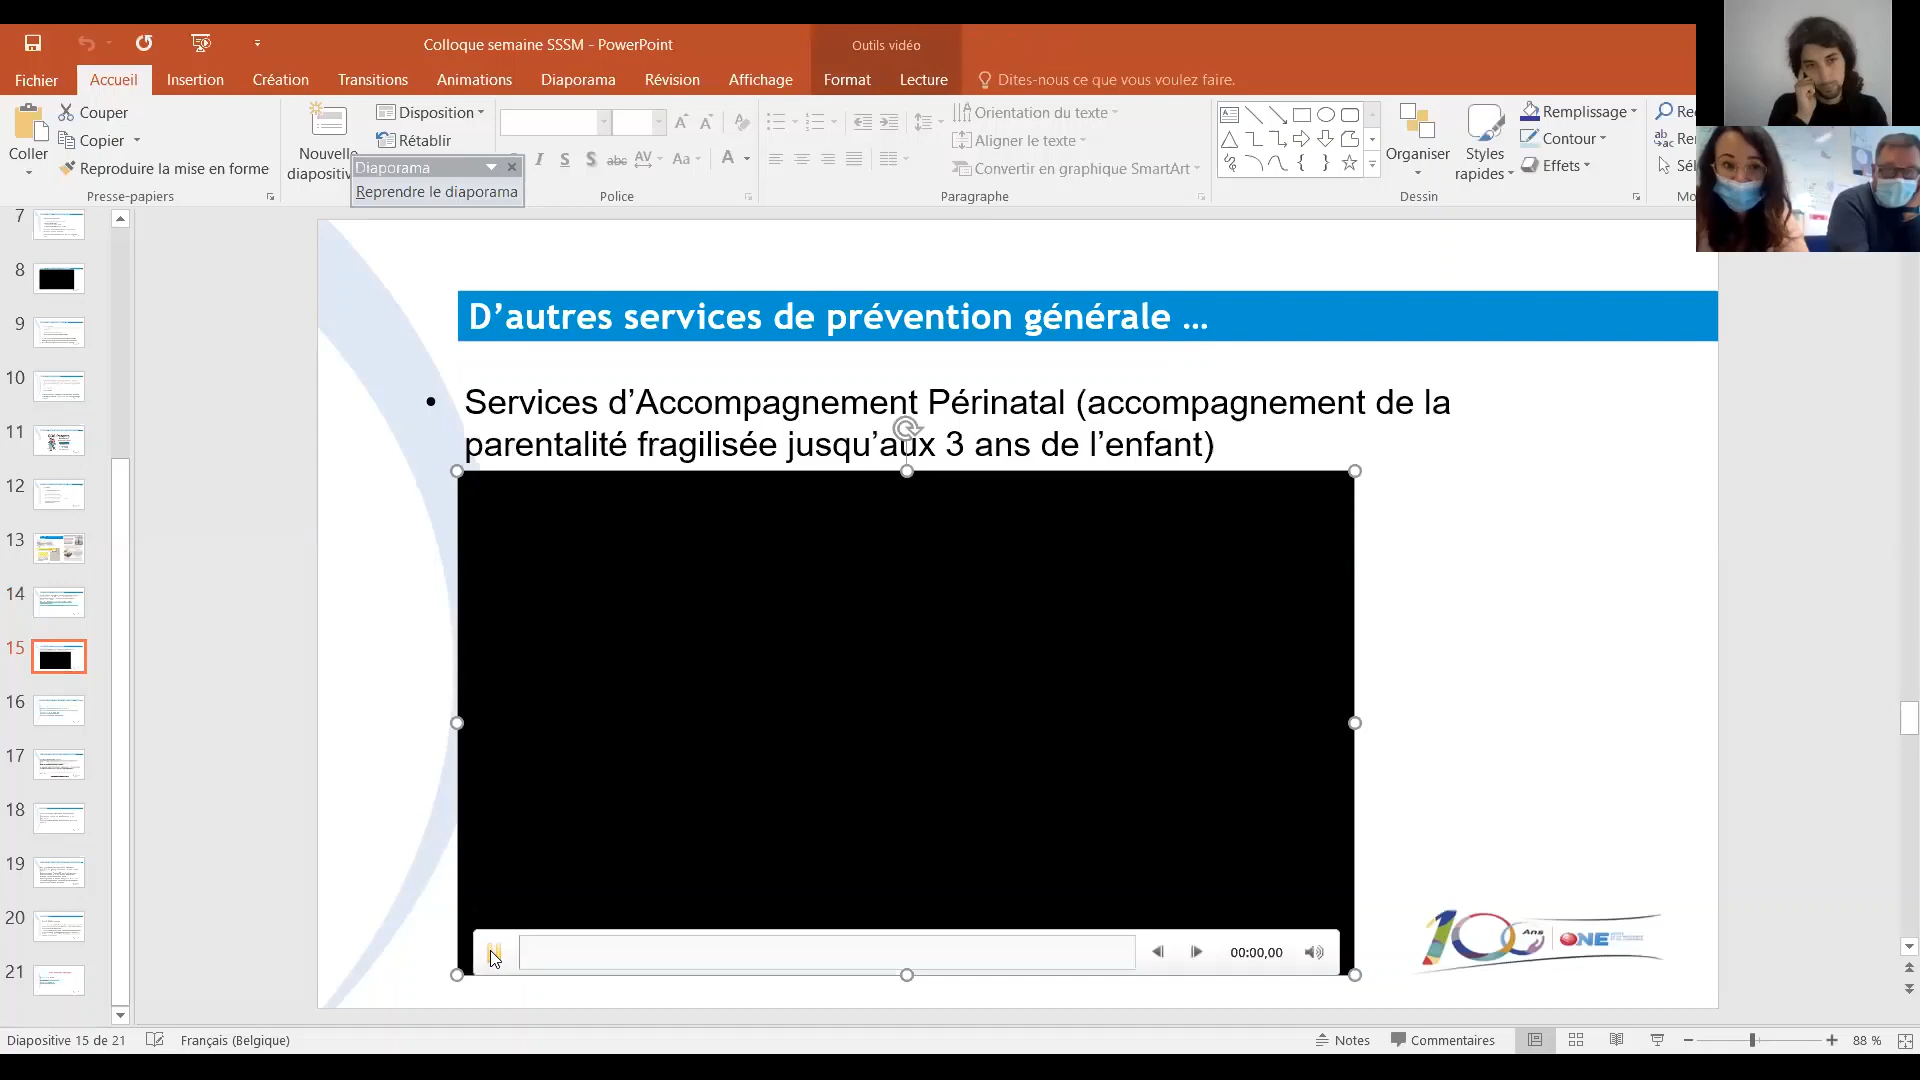 Colloque semaine SSSM - PowerPoint
Outils vidéo
Fichier
Accueil
Insertion
Création
Transitions
Animations
Diaporama
Révision
Affichage
Format
Lecture
Dites-nous ce que vous voulez faire.
Coller
Couper
Copier
Reproduire la mise en forme
Presse-papiers
Nouvelle
Disposition
Rétablir
Diaporama
Reprendre le diaporama
Police
Orientation du texte
Aligner le texte
Convertir en graphique SmartArt
Paragraphe
Organiser
Styles
rapides
Remplissage
Contour
Effets
Dessin
7
8
9
10
11
12
13
14
15
16
17
18
19
20
21
D’autres services de prévention générale …
• Services d’Accompagnement Périnatal (accompagnement de la
parentalité fragilisée jusqu’aux 3 ans de l’enfant)
00:00,00
100 Ans
ONE
Diapositive 15 de 21
Français (Belgique)
Notes
Commentaires
88 %